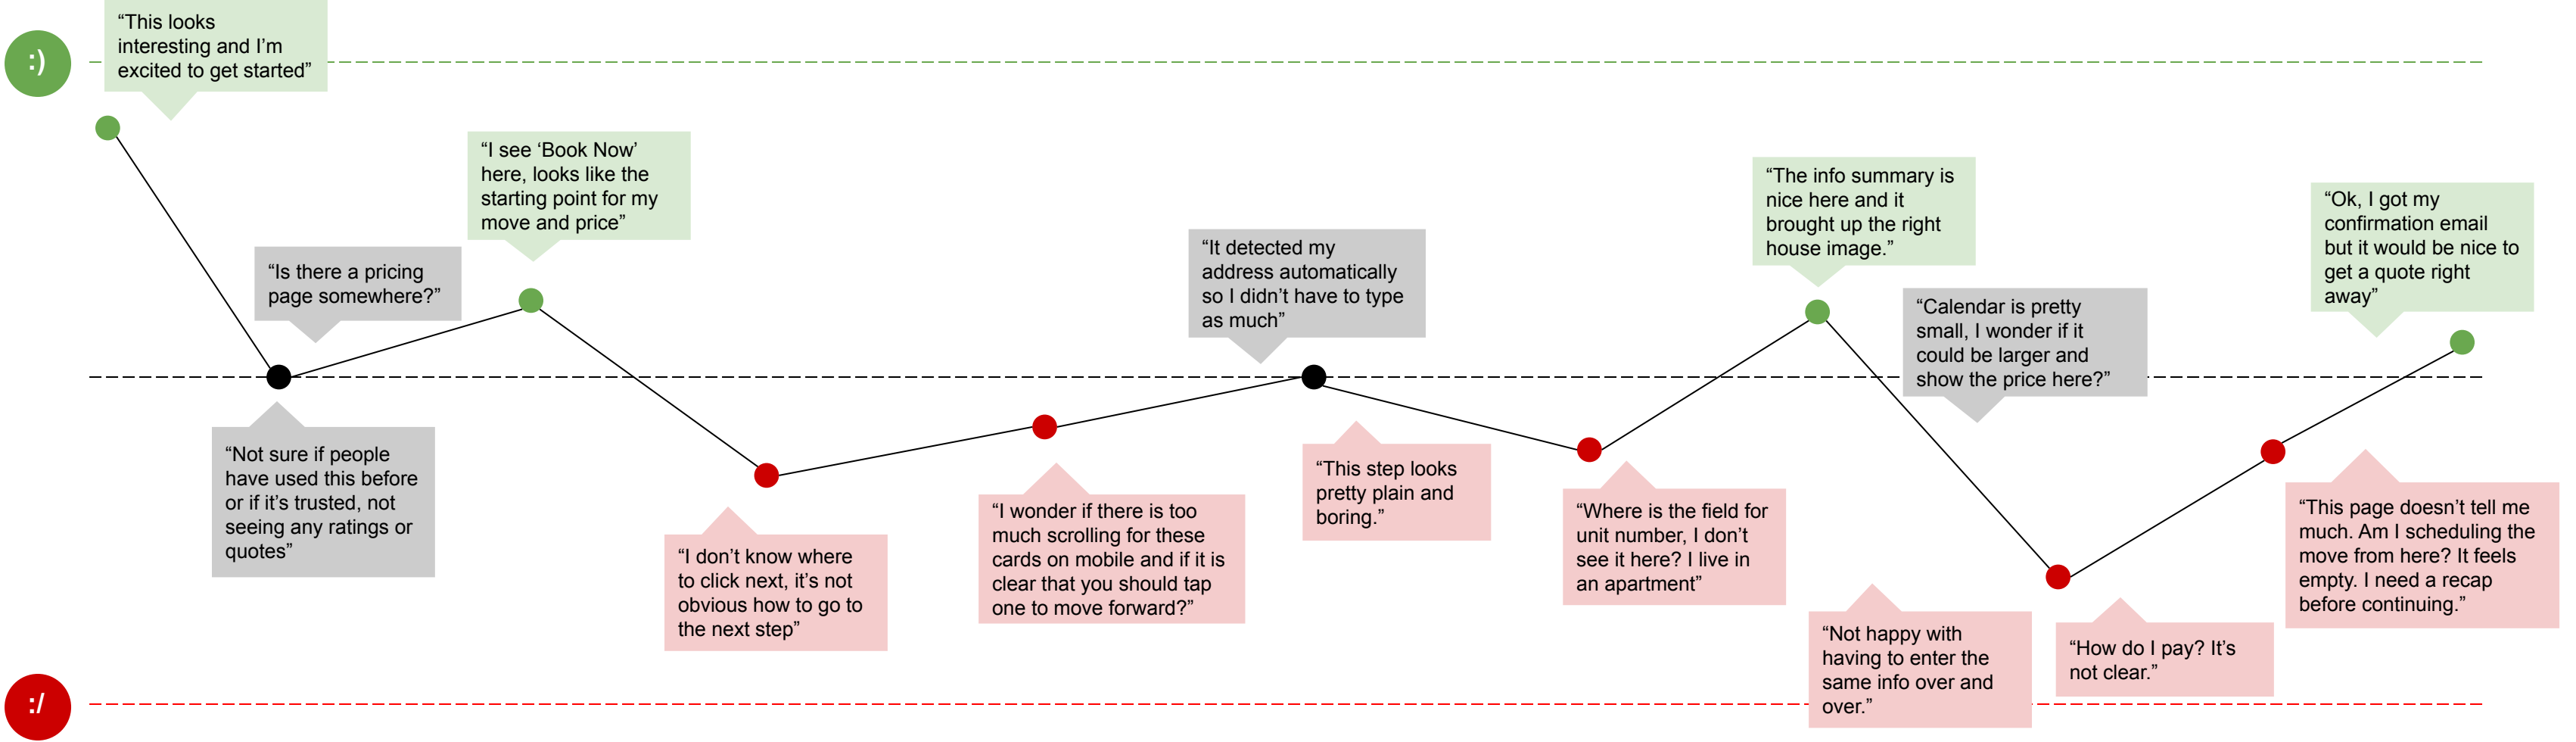 :)
“This looks
interesting and I’m
excited to get started”
“Is there a pricing
page somewhere?”
“Not sure if people
have used this before
or if it’s trusted, not
seeing any ratings or
quotes”
“I see ‘Book Now’
here, looks like the
starting point for my
move and price”
“I don’t know where
to click next, it’s not
obvious how to go to
the next step”
“I wonder if there is too
much scrolling for these
cards on mobile and if it is
clear that you should tap
one to move forward?”
“It detected my
address automatically
so I didn’t have to type
as much”
“This step looks
pretty plain and
boring.”
“Where is the field for
unit number, I don’t
see it here? I live in
an apartment”
“The info summary is
nice here and it
brought up the right
house image.”
“Calendar is pretty
small, I wonder if it
could be larger and
show the price here?”
“Not happy with
having to enter the
same info over and
over.”
“How do I pay? It’s
not clear.”
“This page doesn’t tell me
much. Am I scheduling the
move from here? It feels
empty. I need a recap
before continuing.”
“Ok, I got my
confirmation email
but it would be nice to
get a quote right
away”
:/